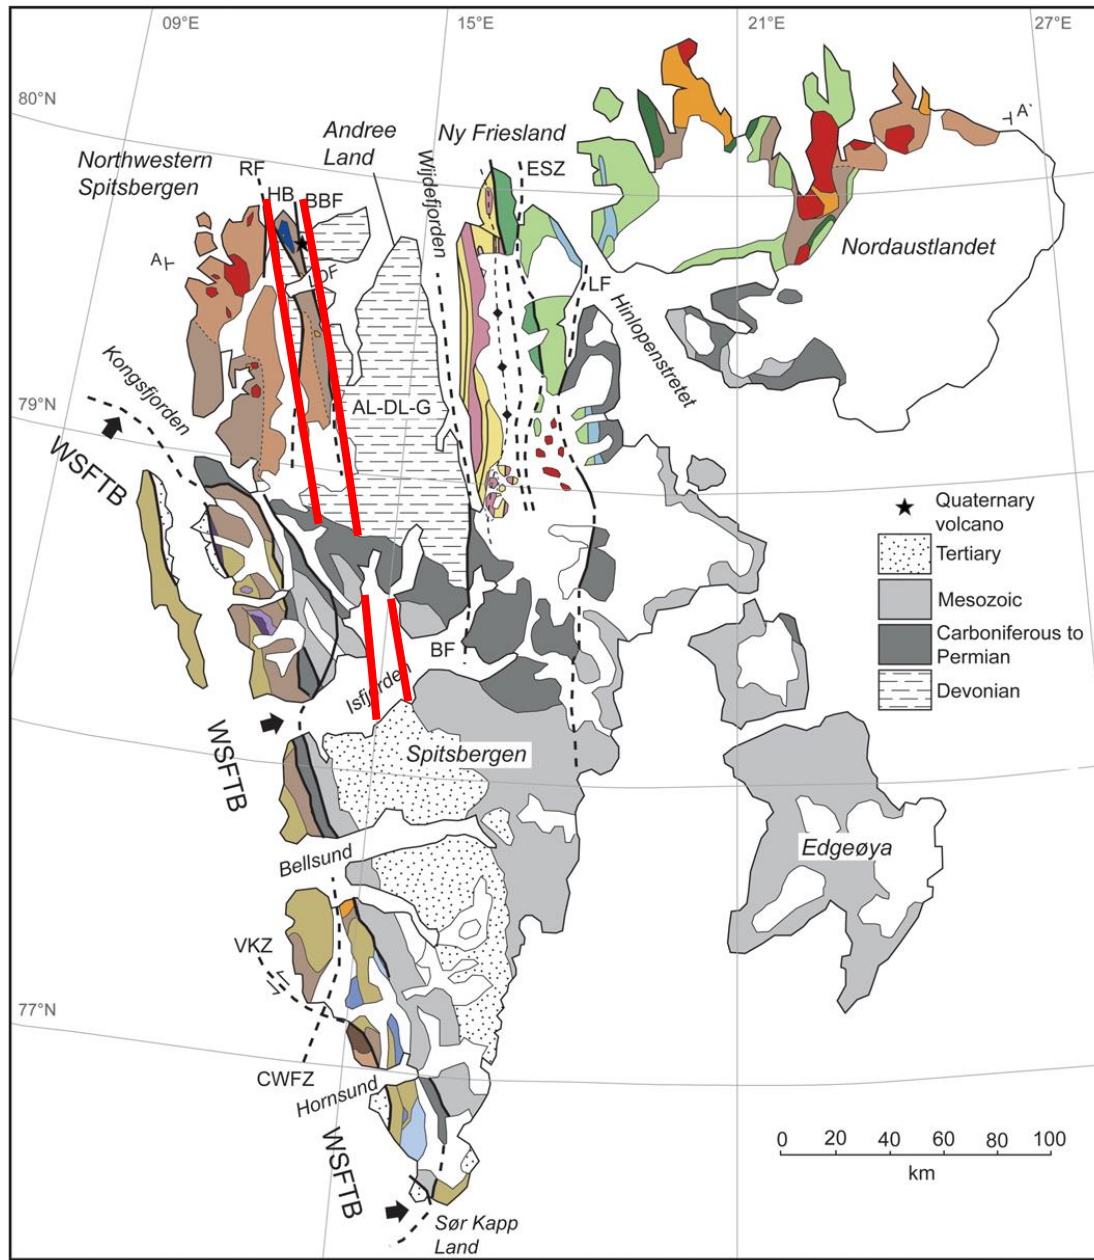 09°E
15°E
21°E
27°E
80°N
Andree
Land
Ny Friesland
A'
Northwestern
Spitsbergen
RF
HB
BBF
Wijdefjorden
ESZ
Nordaustlandet
A
LF
Hinlopenstretet
Kongsfjorden
79°N
AL-DL-G
WSFTB
Quaternary
volcano
Tertiary
Mesozoic
Carboniferous to
Permian
Devonian
BF
Isfjorden
WSFTB
Spitsbergen
Bellsund
Edgeøya
VKZ
77°N
CWFZ
Hornsund
WSFTB
0 20 40 60 80 100
km
Sør Kapp
Land